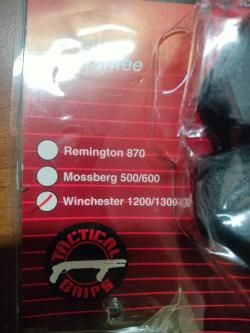 Remington 870
Mossberg 500/600
Winchester 1200/1300
TACTICAL
GRIPS